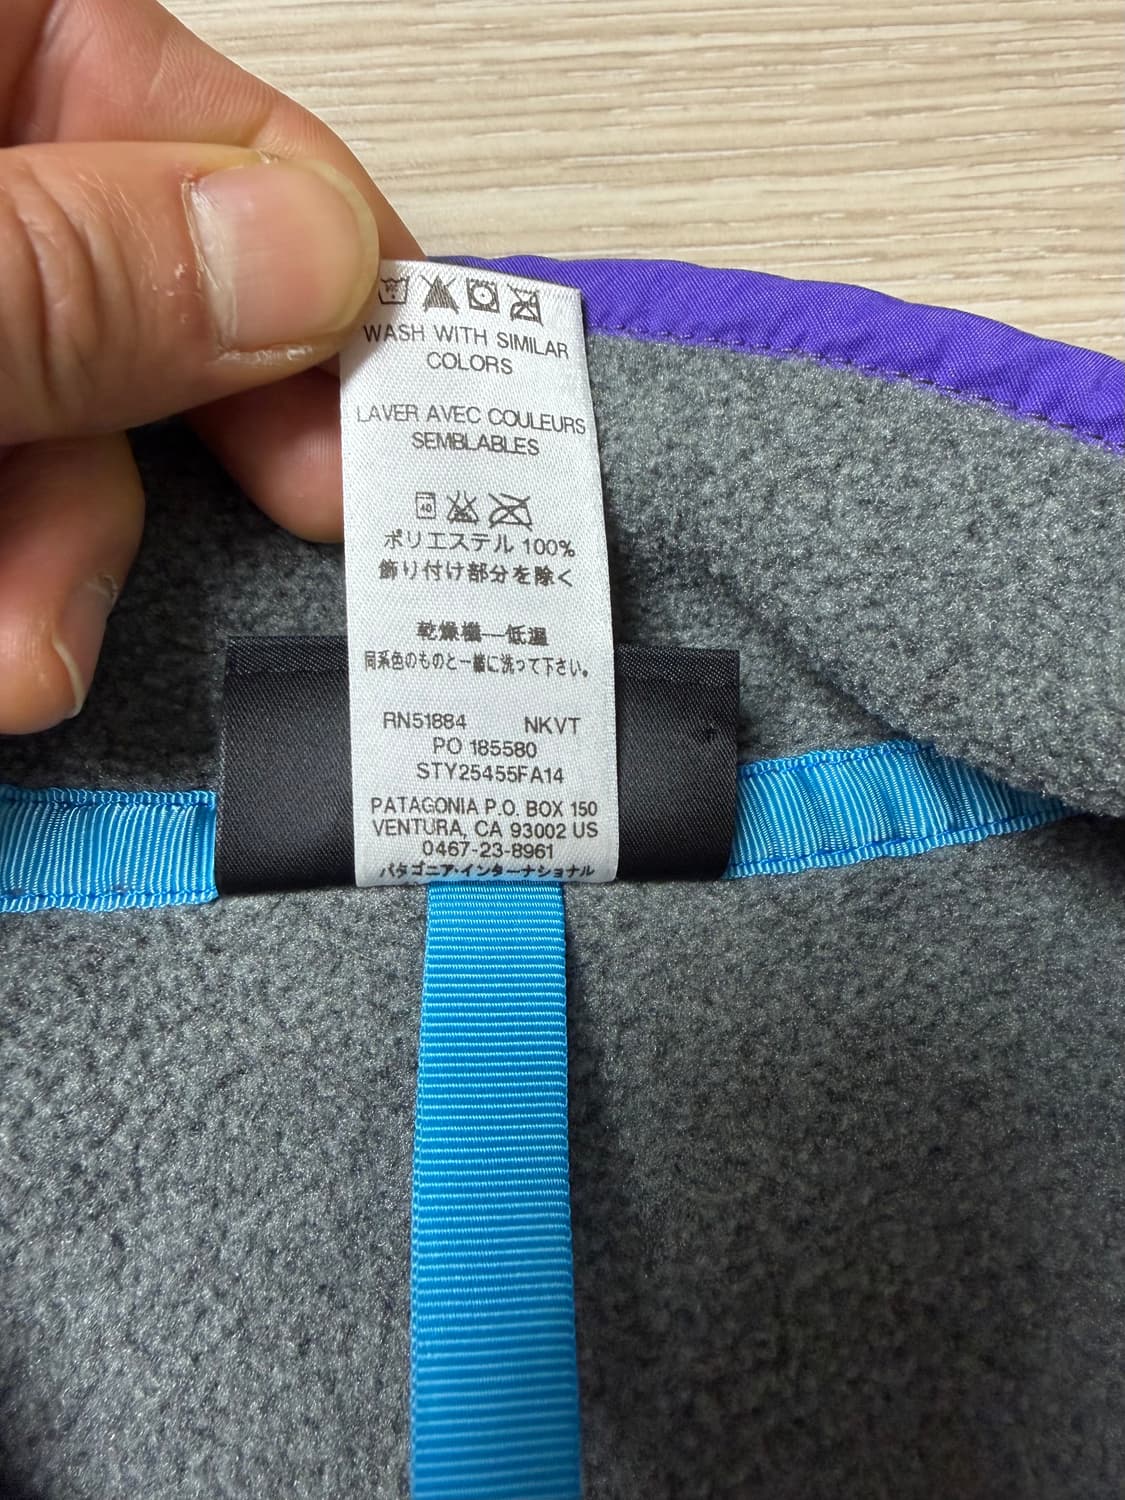 WASH WITH SIMILAR
COLORS
LAVER AVEC COULEURS
SEMBLABLES
40
ポリエステル 100%
飾り付け部分を除く
乾燥機—低温
同系色のものと一緒に洗って下さい。
RN51884 NKVT
PO 185580
STY25455FA14
PATAGONIA P.O. BOX 150
VENTURA, CA 93002 US
0467-23-8961
パタゴニア・インターナショナル